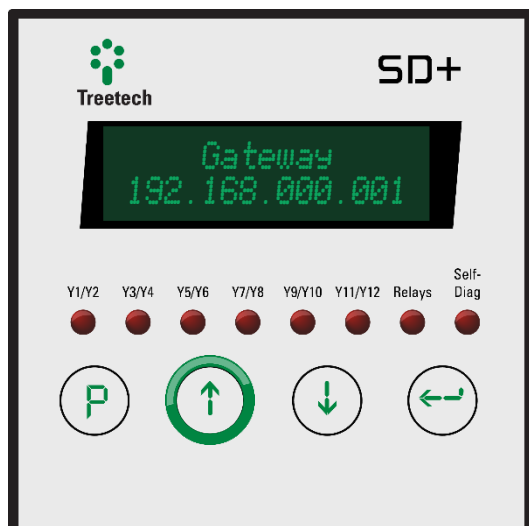 Treetech
SD+
Gateway
192.168.000.001
Y1/Y2 Y3/Y4 Y5/Y6 Y7/Y8 Y9/Y10 Y11/Y12 Relays Self-
Diag
P